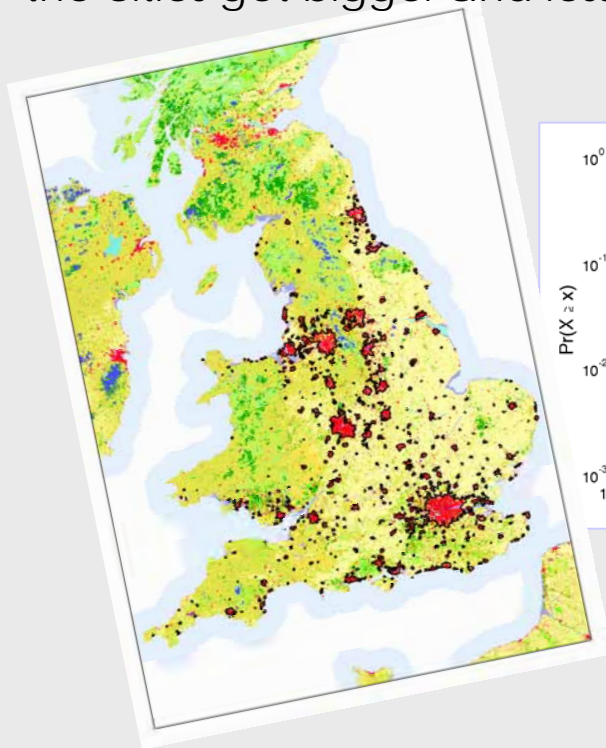 the cities get bigger and
10⁰
10⁻¹
Pr(X ≥ x)
10⁻²
10⁻³
1